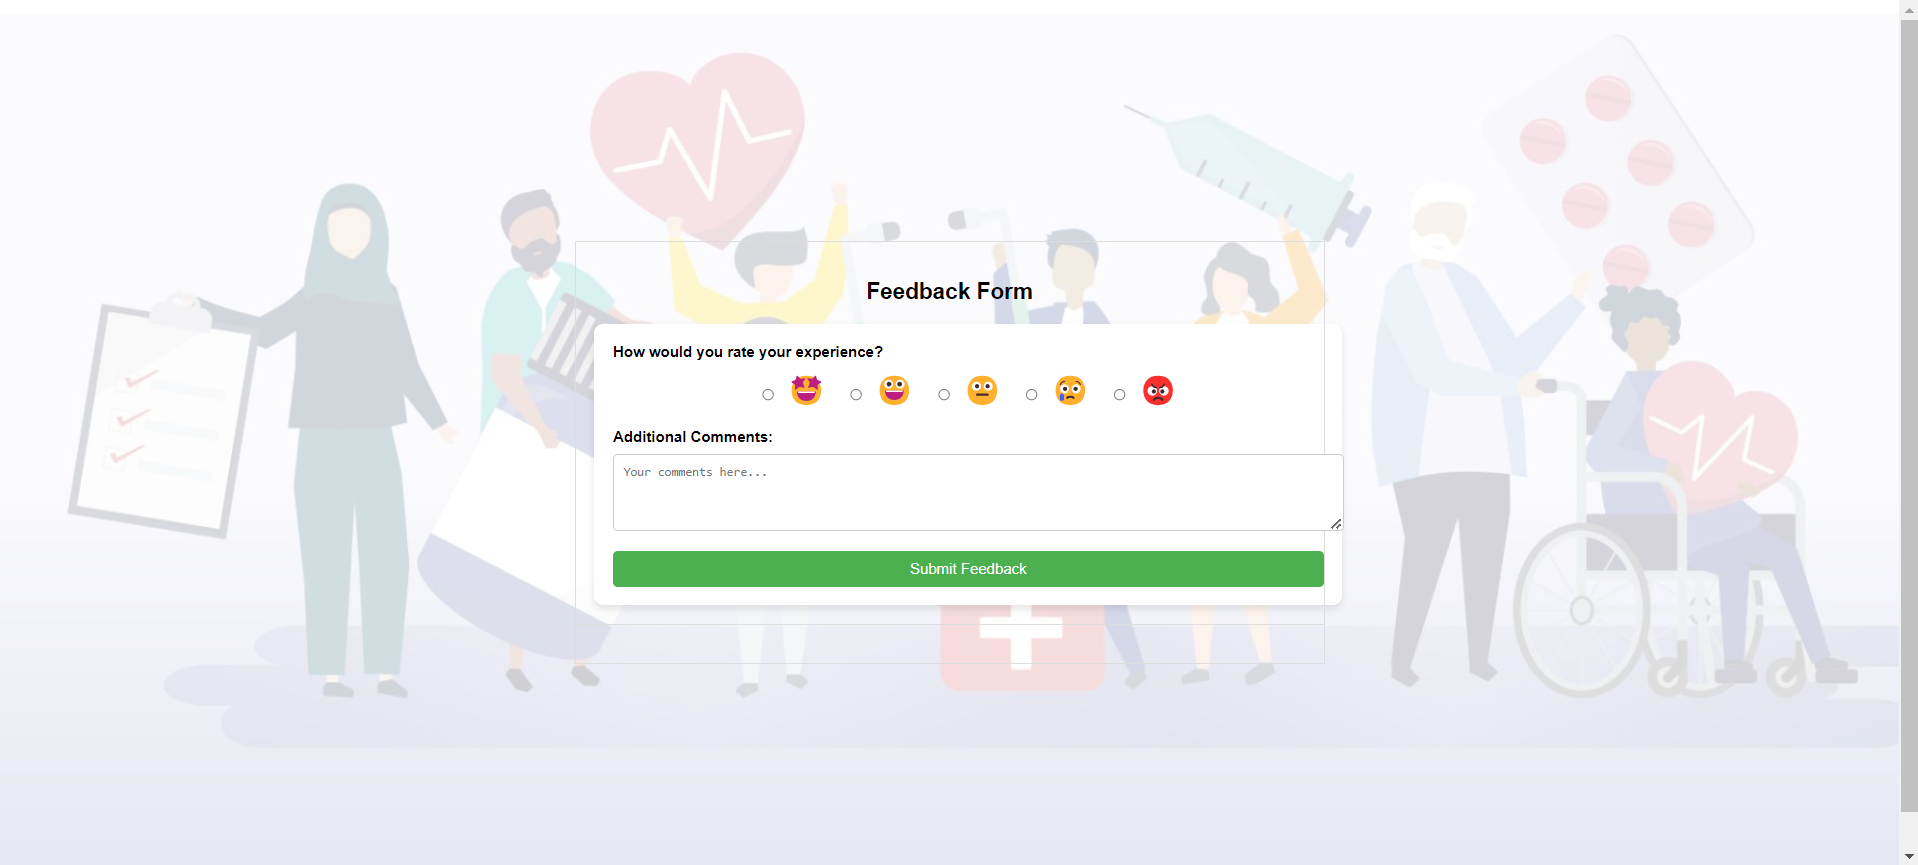 Feedback Form
How would you rate your experience?
Additional Comments:
Your comments here...
Submit Feedback